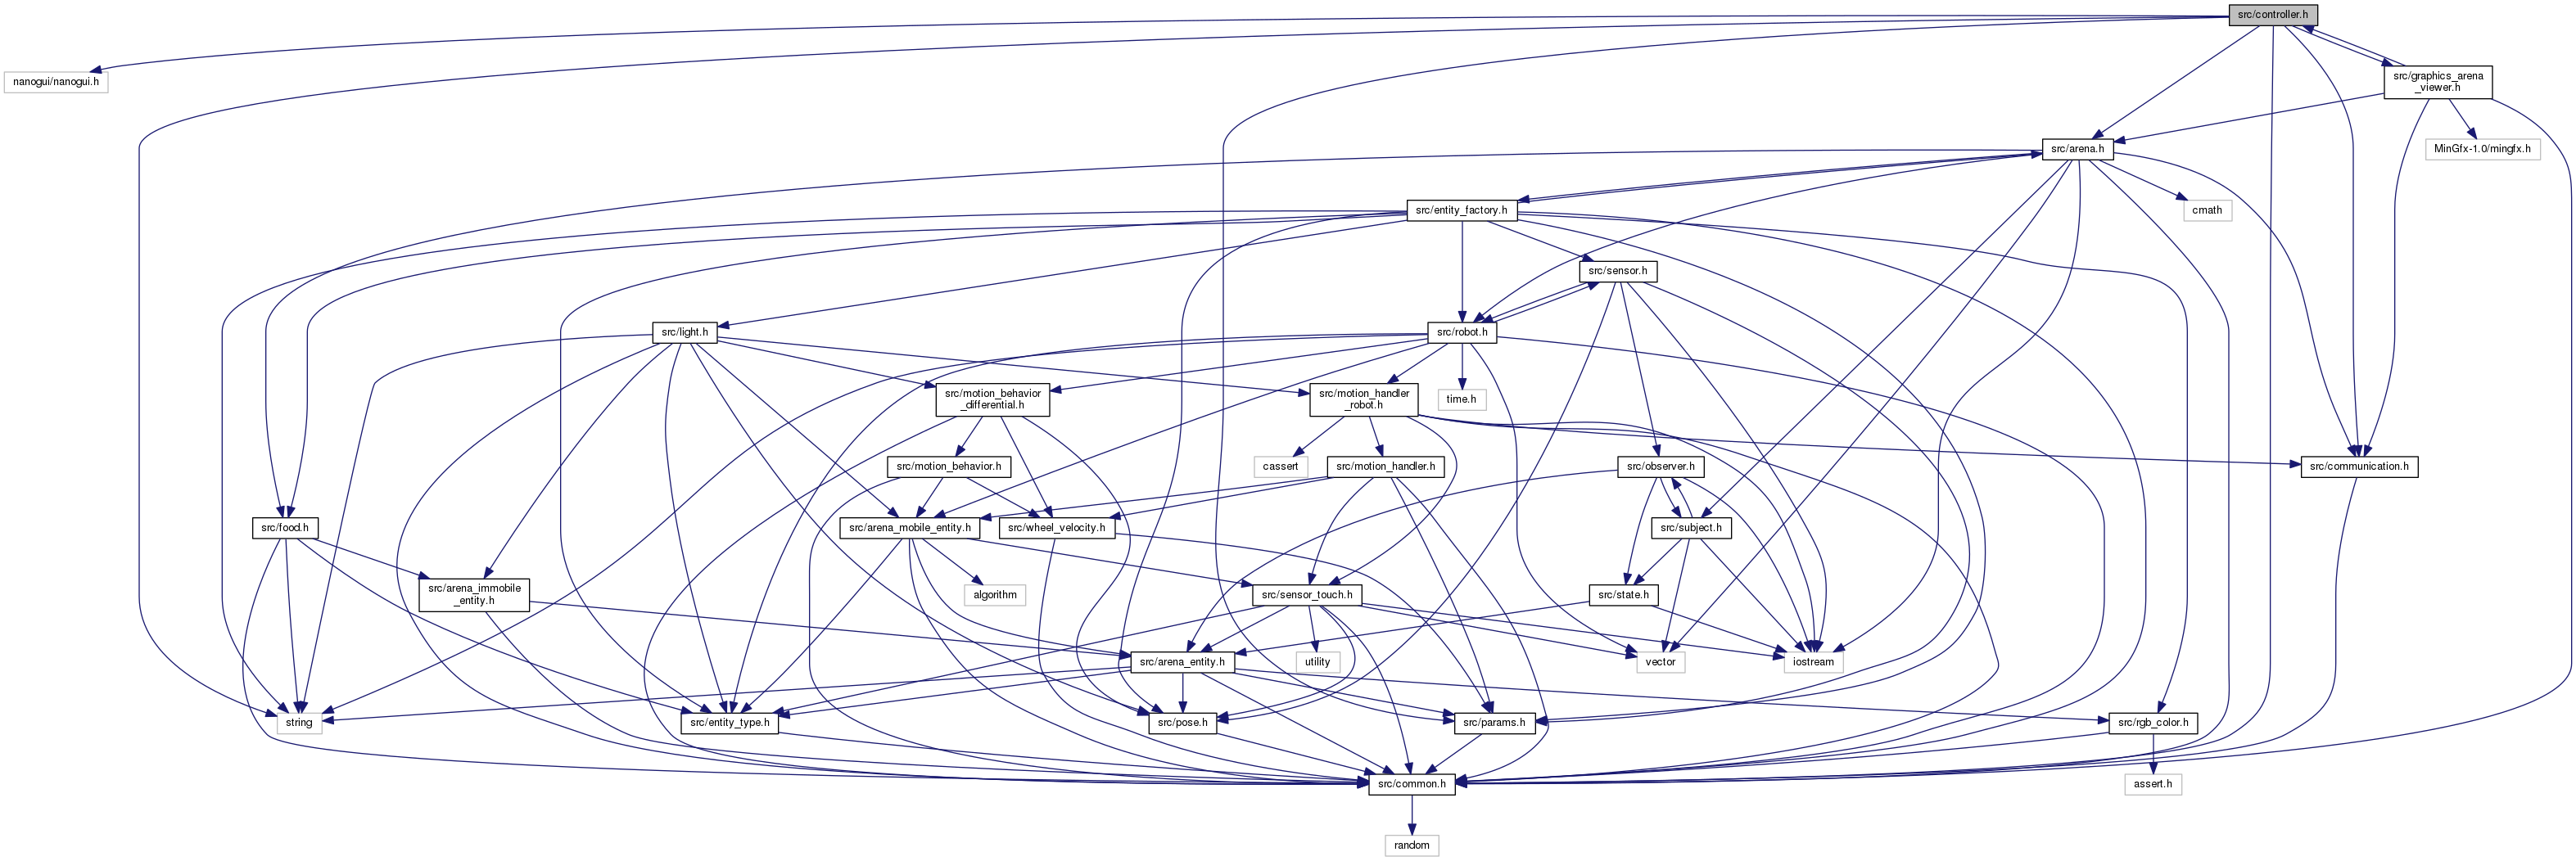 src/controller.h
nanogui/nanogui.h
src/graphics_arena
_viewer.h
src/arena.h
MinGfx-1.0/mingfx.h
src/entity_factory.h
cmath
src/sensor.h
src/light.h
src/robot.h
src/motion_behavior
_differential.h
src/motion_handler
_robot.h
time.h
src/motion_behavior.h
cassert
src/motion_handler.h
src/observer.h
src/communication.h
src/food.h
src/arena_mobile_entity.h
src/wheel_velocity.h
src/subject.h
src/arena_immobile
_entity.h
algorithm
src/sensor_touch.h
src/state.h
src/arena_entity.h
utility
vector
iostream
string
src/entity_type.h
src/pose.h
src/params.h
src/rgb_color.h
src/common.h
assert.h
random